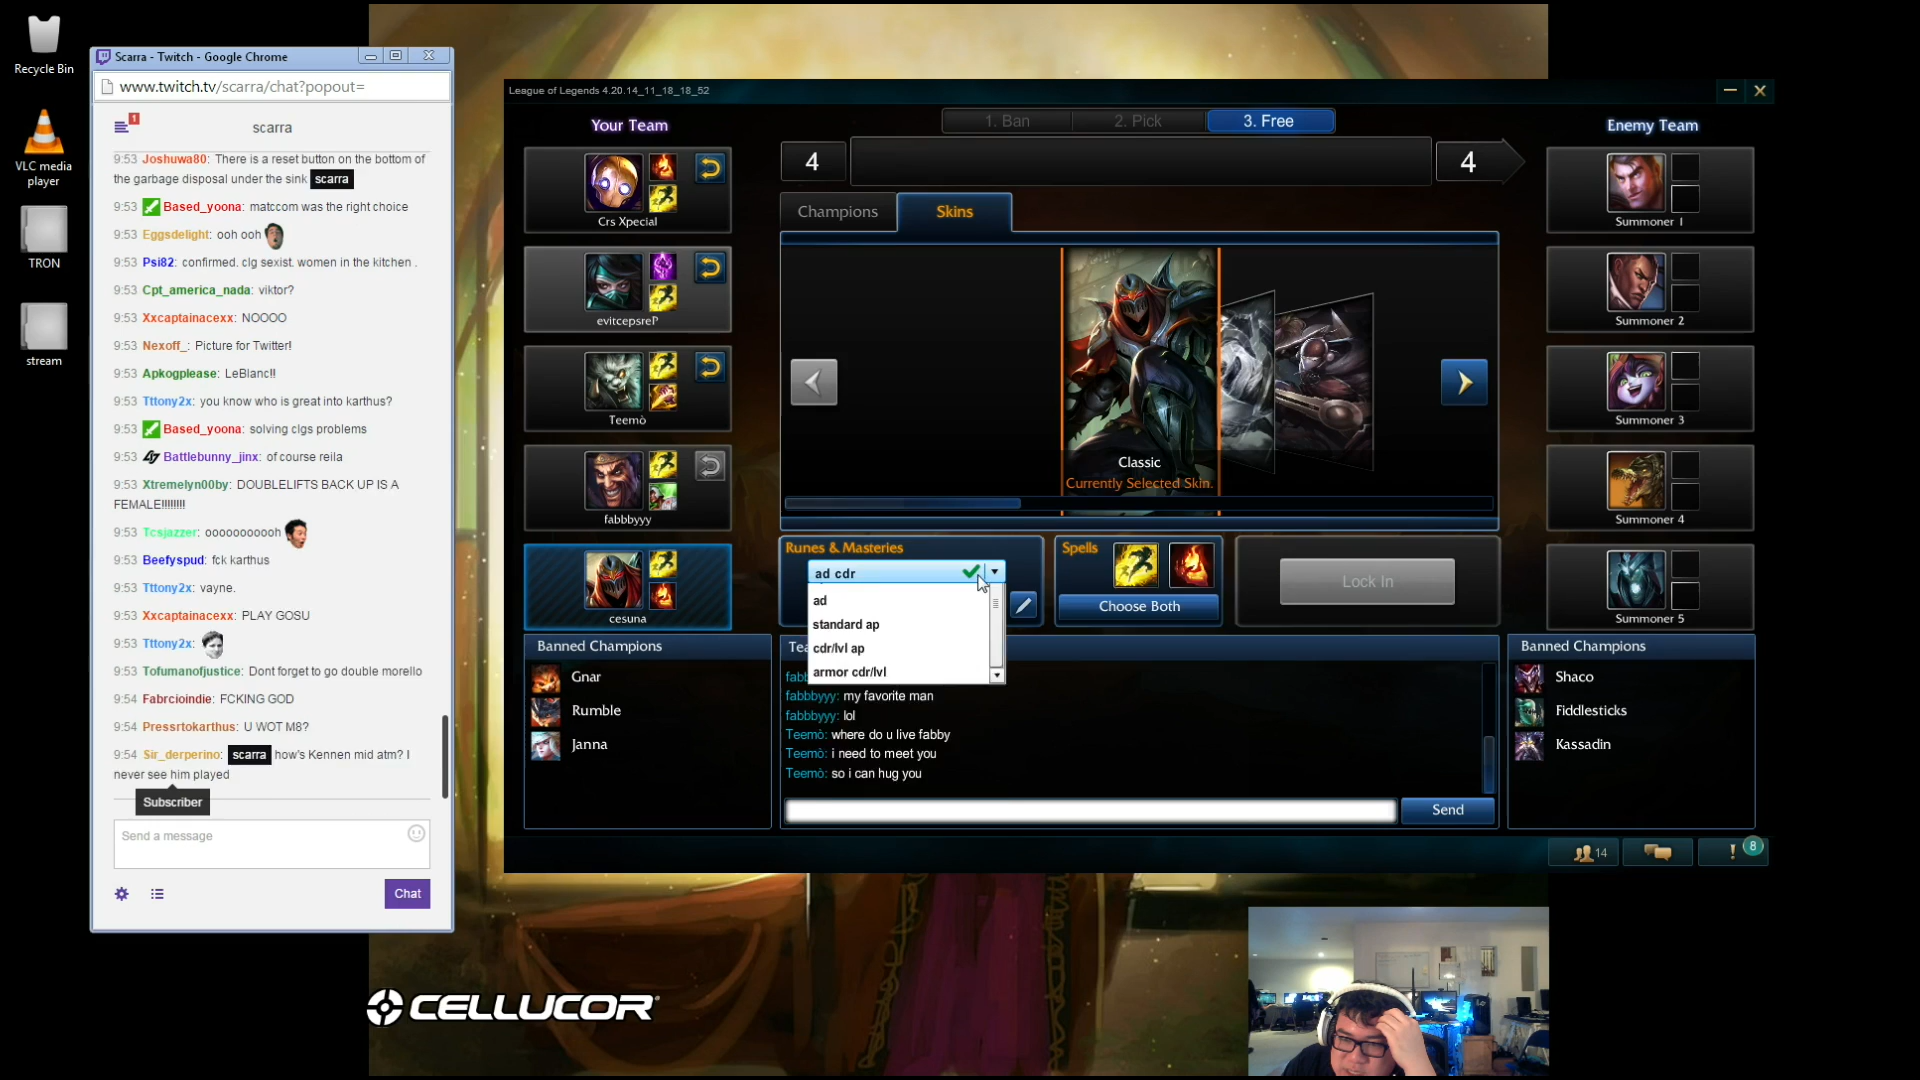 Recycle Bin
VLC media
player
TRON
stream
Scarra - Twitch - Google Chrome
www.twitch.tv/scarra/chat?popout=
1
scarra
9:53 Joshuwa80: There is a reset button on the bottom of
the garbage disposal under the sink scarra
9:53 Based_yoona: matccom was the right choice
9:53 Eggsdelight: ooh ooh
9:53 Psi82: confirmed. clg sexist. women in the kitchen .
9:53 Cpt_america_nada: viktor?
9:53 Xxcaptainacexx: NOOOO
9:53 Nexoff_: Picture for Twitter!
9:53 Apkogplease: LeBlanc!!
9:53 Tttony2x: you know who is great into karthus?
9:53 Based_yoona: solving clgs problems
9:53 Battlebunny_jinx: of course reila
9:53 Xtremelyn00by: DOUBLELIFTS BACK UP IS A
FEMALE!!!!!!!!
9:53 Tcsjazzer: ooooooooooh
9:53 Beefyspud: fck karthus
9:53 Tttony2x: vayne.
9:53 Xxcaptainacexx: PLAY GOSU
9:53 Tttony2x:
9:53 Tofumanofjustice: Dont forget to go double morello
9:54 Fabrcioindie: FCKING GOD
9:54 Pressrtokarthus: U WOT M8?
9:54 Sir_derperino: scarra how's Kennen mid atm? I
never see him played
Subscriber
Send a message
Chat
League of Legends 4.20.14_11_18_18_52
Your Team
1. Ban
2. Pick
3. Free
Enemy Team
4
4
Champions
Skins
Crs Xpecial
evitcepsreP
Teemò
fabbbyyy
cesuna
Classic
Currently Selected Skin.
Summoner 1
Summoner 2
Summoner 3
Summoner 4
Summoner 5
Runes & Masteries
ad cdr
ad
standard ap
cdr/lvl ap
armor cdr/lvl
Spells
Choose Both
Lock In
Banned Champions
Gnar
Rumble
Janna
Tea
fabb
fabbbyyy: my favorite man
fabbbyyy: lol
Teemò: where do u live fabby
Teemò: i need to meet you
Teemò: so i can hug you
Send
Banned Champions
Shaco
Fiddlesticks
Kassadin
14
8
CELLUCOR